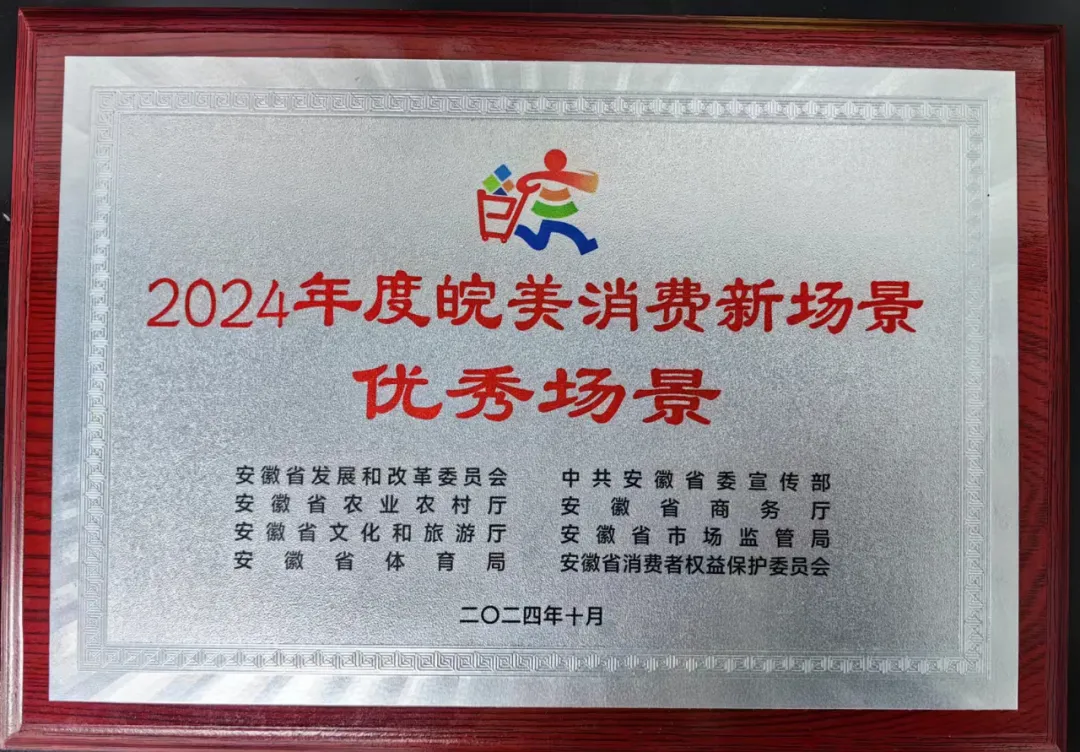 2024年度皖美消费新场景
优秀场景
安徽省发展和改革委员会 中共安徽省委宣传部
安徽省农业农村厅 安徽省商务厅
安徽省文化和旅游厅 安徽省市场监管局
安徽省体育局 安徽省消费者权益保护委员会
二〇二四年十月